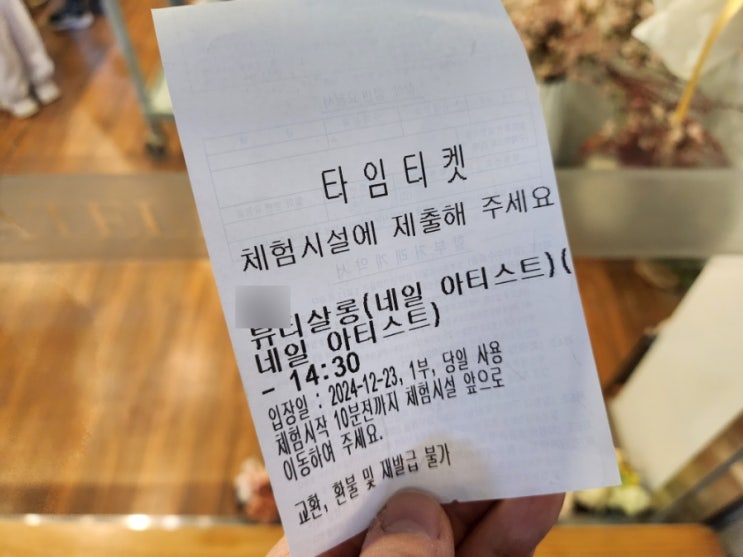 타임티켓
체험시설에 제출해 주세요
뷰티살롱(네일 아티스트)(
네일 아티스트)
- 14:30
입장일 : 2024-12-23, 1부, 당일 사용
체험시작 10분전까지 체험시설 앞으로
이동하여 주세요.
교환, 환불 및 재발급 불가